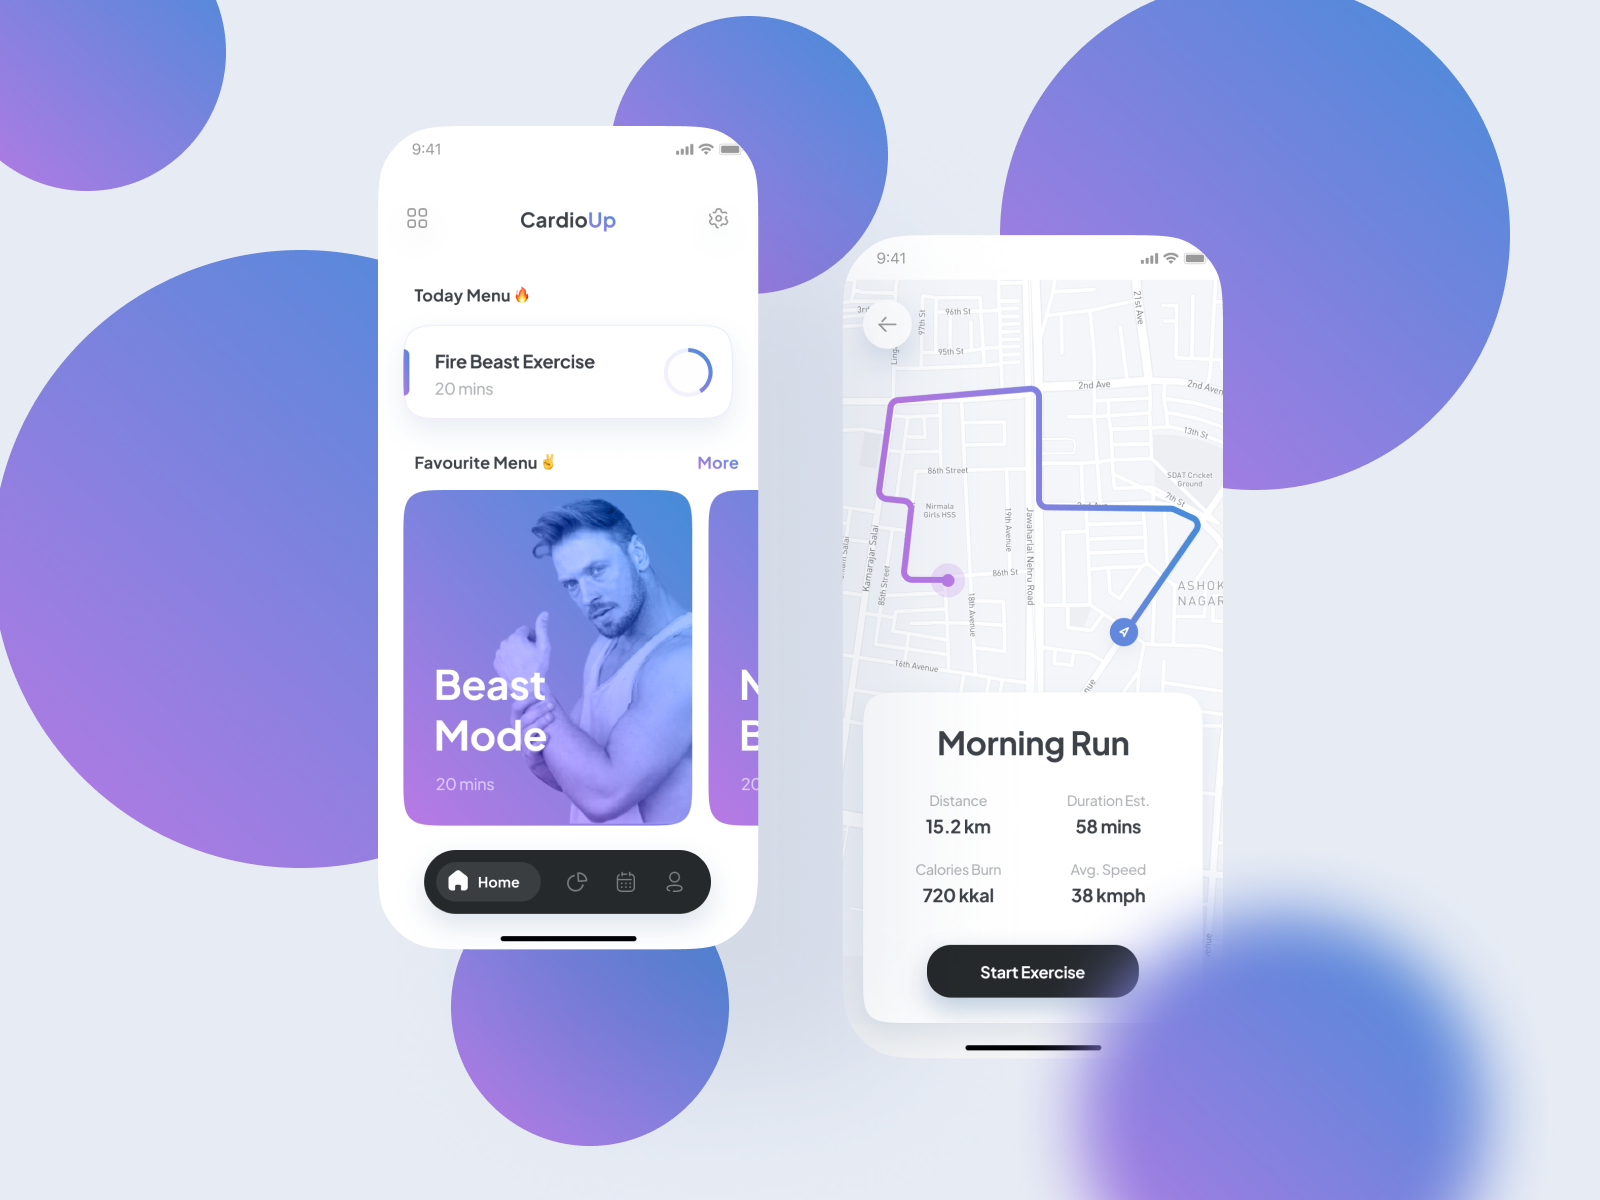 9:41
CardioUp
Today Menu 🔥
Fire Beast Exercise
20 mins
Favourite Menu ✌️
More
Beast
Mode
20 mins
N
B
20
Home
9:41
21st Ave
96th St
97th St
95th St
2nd Ave
13th St
86th Street
SDAT Cricket
Ground
7th St
Nirmala
Girls HSS
19th Avenue
Jawaharlal Nehru Road
Kamarajar Salai
85th Street
86th St
18th Avenue
ASHOK
NAGAR
16th Avenue
Morning Run
Distance
15.2 km
Duration Est.
58 mins
Calories Burn
720 kkal
Avg. Speed
38 kmph
Start Exercise